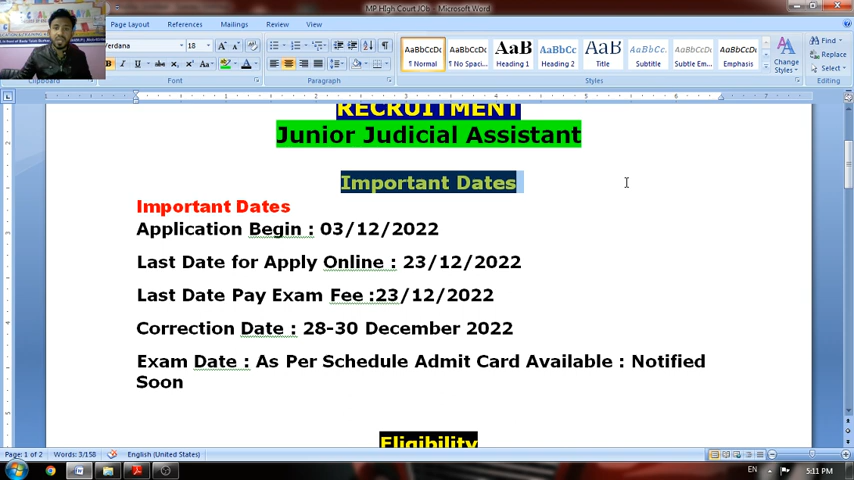 MP High Court JOb - Microsoft Word
Page Layout References Mailings Review View
Verdana 18
AaBbCcDc AaBbCcDc AaBbC AaBbCc AaB AaBbCcL AaBbCcDi AaBbCcDi
¶ Normal ¶ No Spaci... Heading 1 Heading 2 Title Subtitle Subtle Em... Emphasis
Change
Styles
Find
Replace
Select
Font Paragraph Styles Editing
RECRUITMENT
Junior Judicial Assistant
Important Dates
Important Dates
Application Begin : 03/12/2022
Last Date for Apply Online : 23/12/2022
Last Date Pay Exam Fee :23/12/2022
Correction Date : 28-30 December 2022
Exam Date : As Per Schedule Admit Card Available : Notified
Soon
Eligibility
Page: 1 of 2 Words: 3/158 English (United States) 100%
EN 5:11 PM